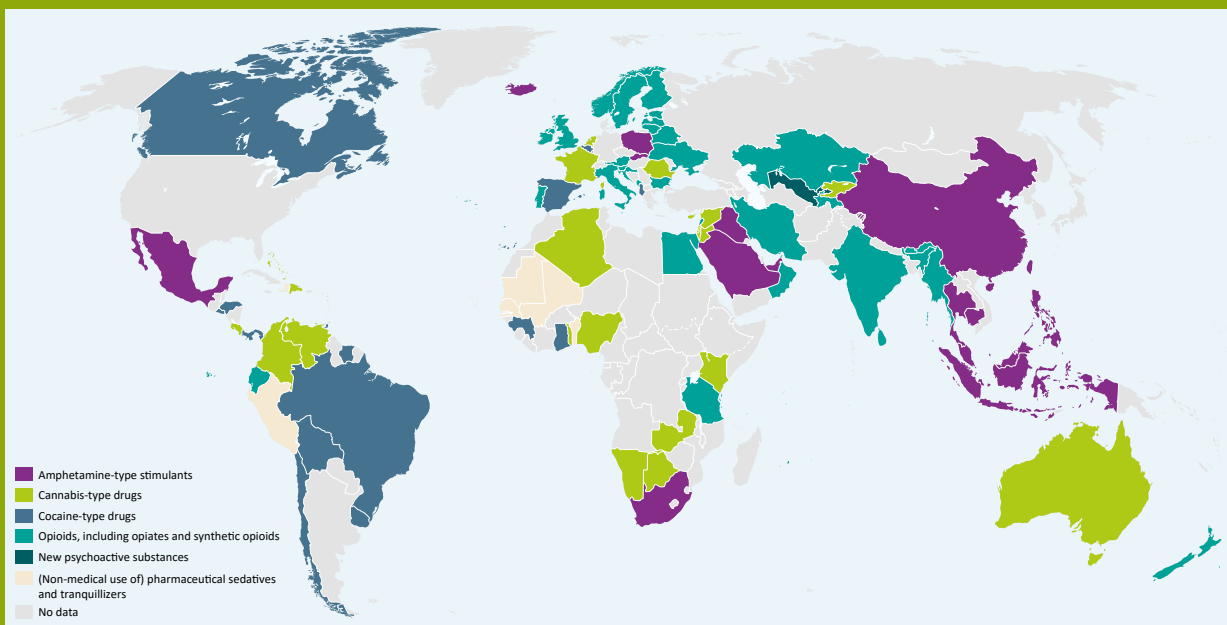 Amphetamine-type stimulants
Cannabis-type drugs
Cocaine-type drugs
Opioids, including opiates and synthetic opioids
New psychoactive substances
(Non-medical use of) pharmaceutical sedatives
and tranquillizers
No data